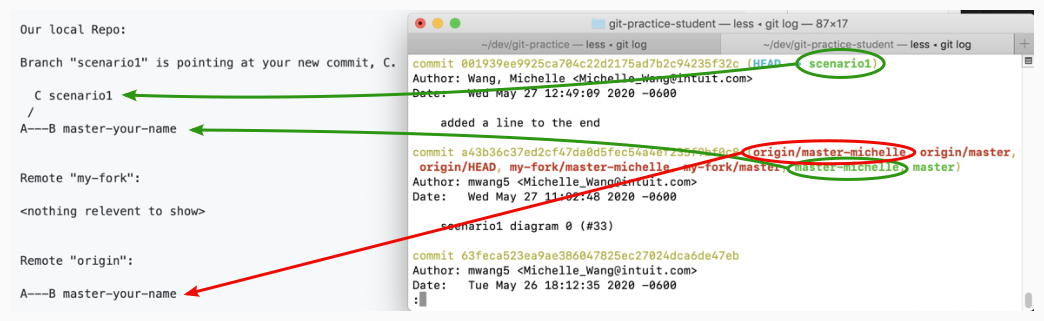 Our local Repo:
Branch "scenario1" is pointing at your new commit, C.
C scenario1
/
A---B master-your-name
Remote "my-fork":
<nothing relevent to show>
Remote "origin":
A---B master-your-name
git-practice-student — less ◂ git log — 87×17
~/dev/git-practice — less ◂ git log
~/dev/git-practice-student — less ◂ git log
+
commit 001939ee9925ca704c22d2175ad7b2c94235f32c (HEAD scenario1)
Author: Wang, Michelle <Michelle_Wang@intuit.com>
Date: Wed May 27 12:49:09 2020 -0600
added a line to the end
commit (origin/master-michelle, origin/master,
origin/HEAD, my-fork/master-michelle, my-fork/master, master-michelle, master)
Author: mwang5 <Michelle_Wang@intuit.com>
Date: Wed May 27 11:02:48 2020 -0600
scenario1 diagram 0 (#33)
commit 63feca523ea9ae386047825ec27024dca6de47eb
Author: mwang5 <Michelle_Wang@intuit.com>
Date: Tue May 26 18:12:35 2020 -0600
: